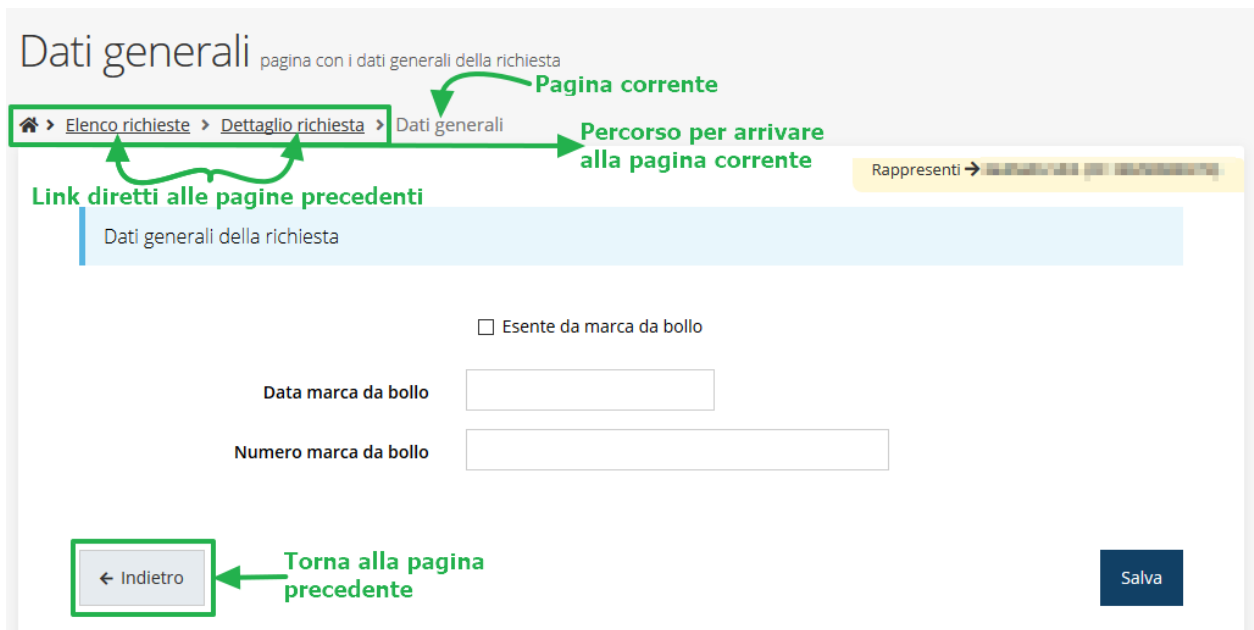 Dati generali pagina con i dati generali della richiesta
Pagina corrente
> Elenco richieste > Dettaglio richiesta > Dati generali
Percorso per arrivare
alla pagina corrente
Rappresenti →
Link diretti alle pagine precedenti
Dati generali della richiesta
Esente da marca da bollo
Data marca da bollo
Numero marca da bollo
Torna alla pagina
precedente
← Indietro
Salva